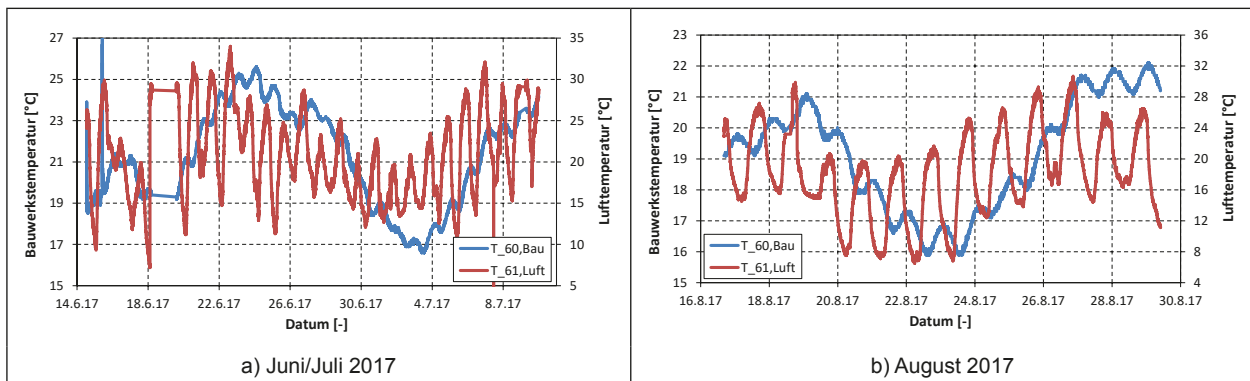 27
25
23
21
19
17
15
Bauwerkstemperatur [°C]
35
30
25
20
15
10
5
Lufttemperatur [°C]
T_60,Bau
T_61,Luft
14.6.17 18.6.17 22.6.17 26.6.17 30.6.17 4.7.17 8.7.17
Datum [-]
a) Juni/Juli 2017
23
22
21
20
19
18
17
16
15
Bauwerkstemperatur [°C]
36
32
28
24
20
16
12
8
4
Lufttemperatur [°C]
T_60,Bau
T_61,Luft
16.8.17 18.8.17 20.8.17 22.8.17 24.8.17 26.8.17 28.8.17 30.8.17
Datum [-]
b) August 2017